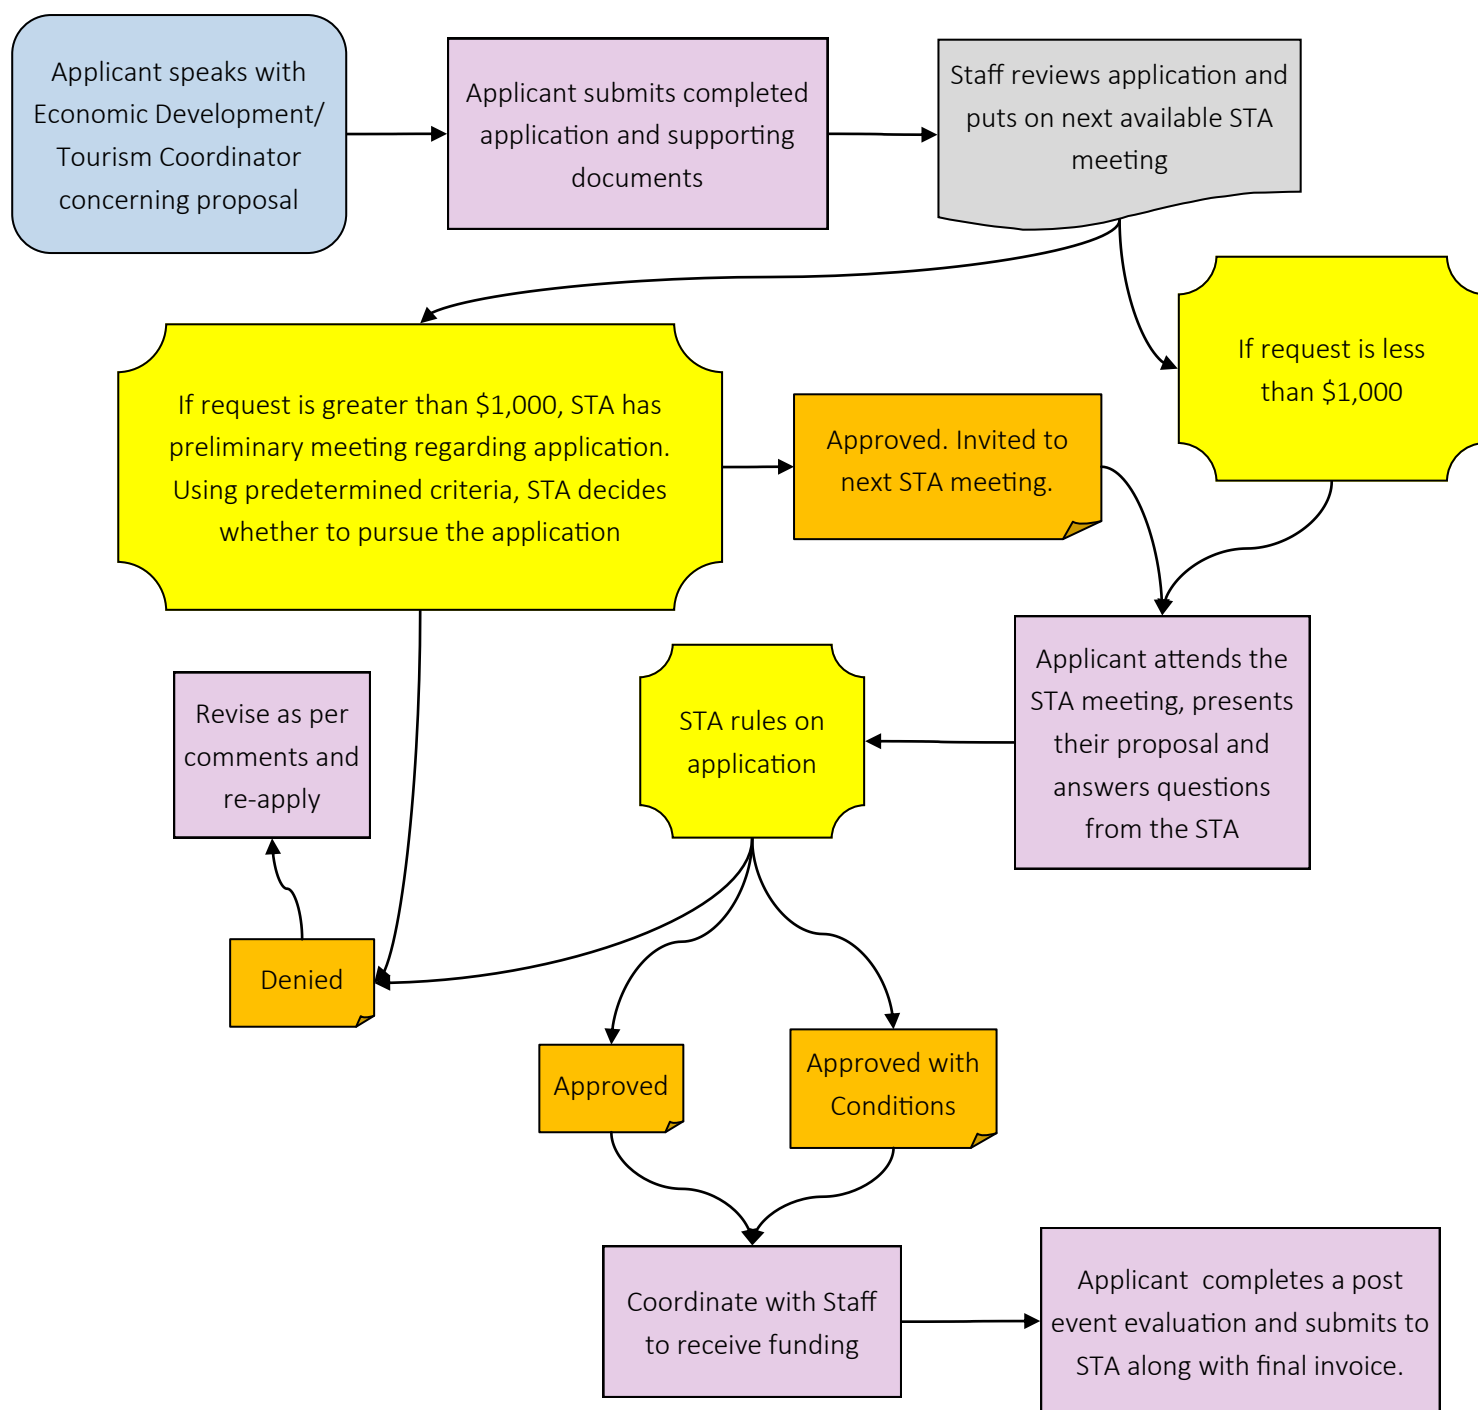 Applicant speaks with
Economic Development/
Tourism Coordinator
concerning proposal
Applicant submits completed
application and supporting
documents
Staff reviews application and
puts on next available STA
meeting
If request is less
than $1,000
If request is greater than $1,000, STA has
preliminary meeting regarding application.
Using predetermined criteria, STA decides
whether to pursue the application
Approved. Invited to
next STA meeting.
Applicant attends the
STA meeting, presents
their proposal and
answers questions
from the STA
STA rules on
application
Revise as per
comments and
re-apply
Denied
Approved
Approved with
Conditions
Coordinate with Staff
to receive funding
Applicant  completes a post
event evaluation and submits to
STA along with final invoice.